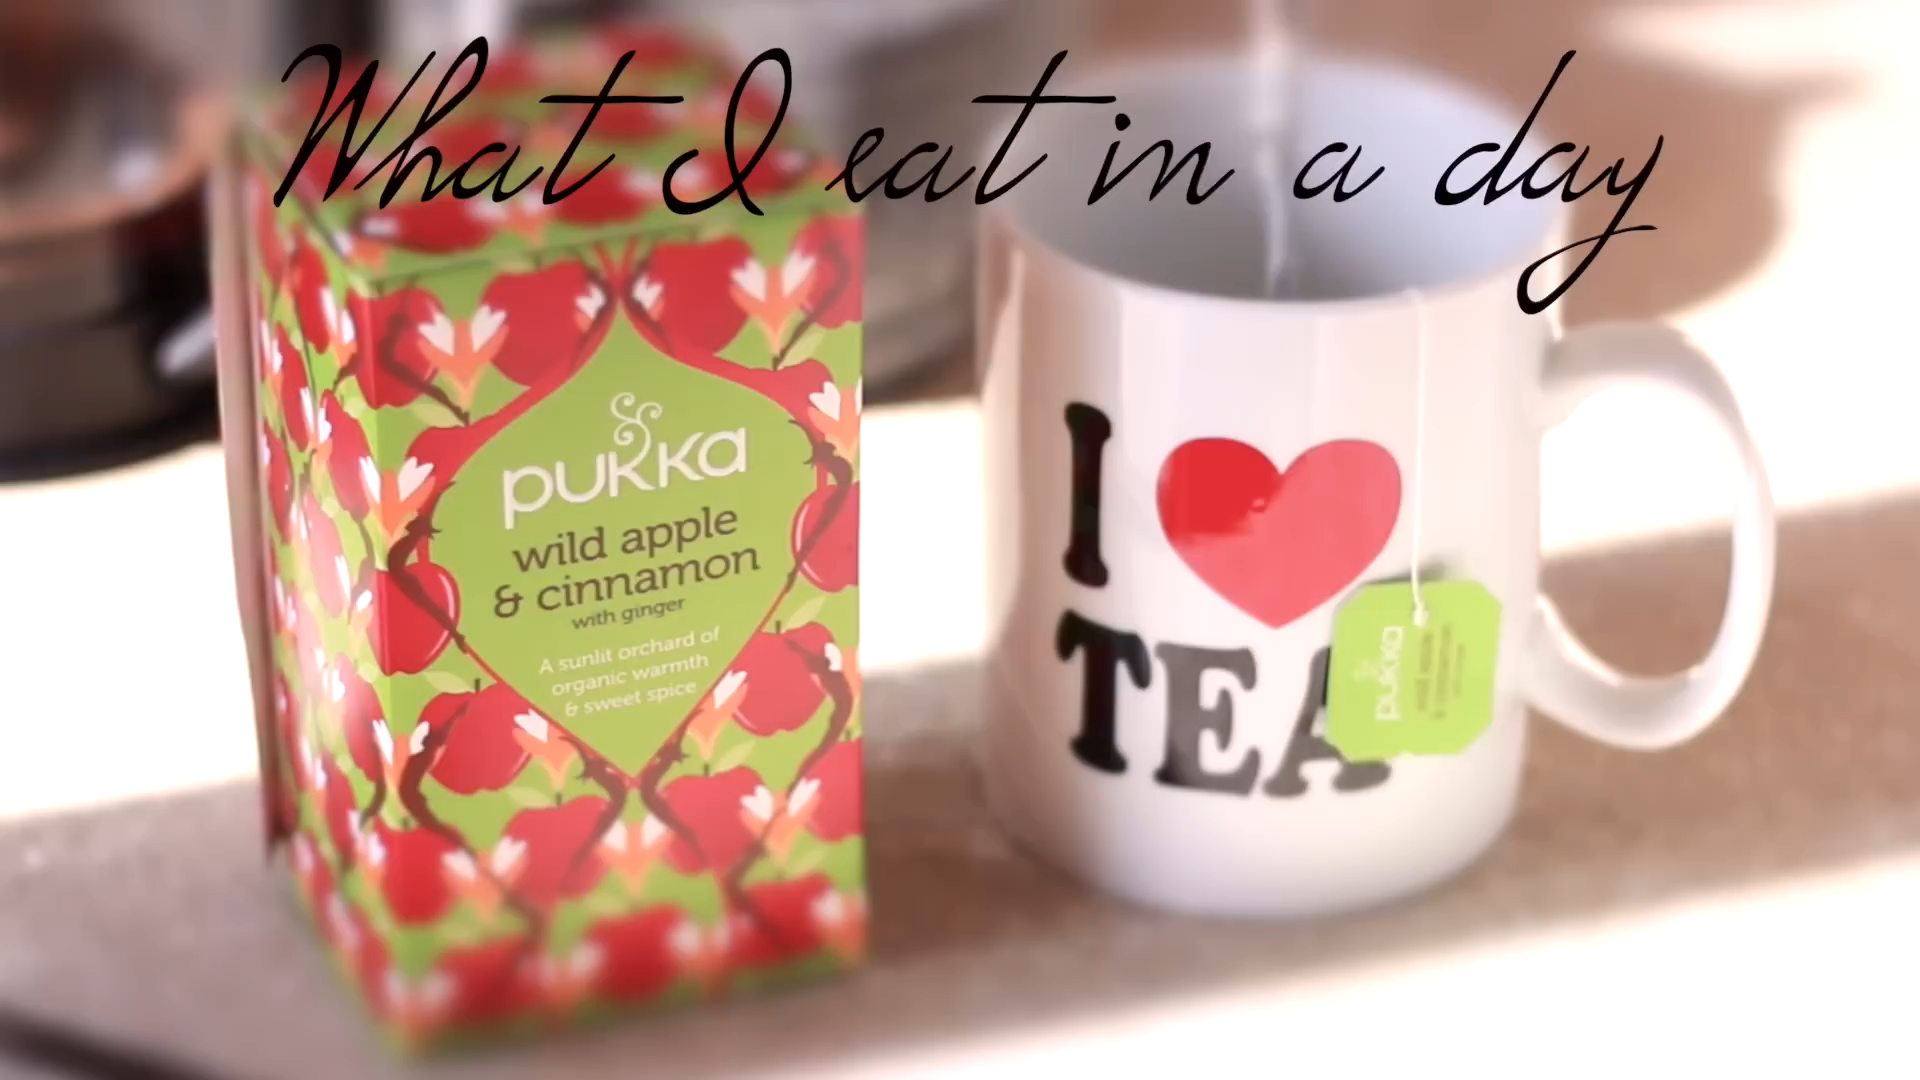 What I eat in a day
pukka
wild apple
& cinnamon
with ginger
A sunlit orchard of
organic warmth
& sweet spice
I
TEA
pukka